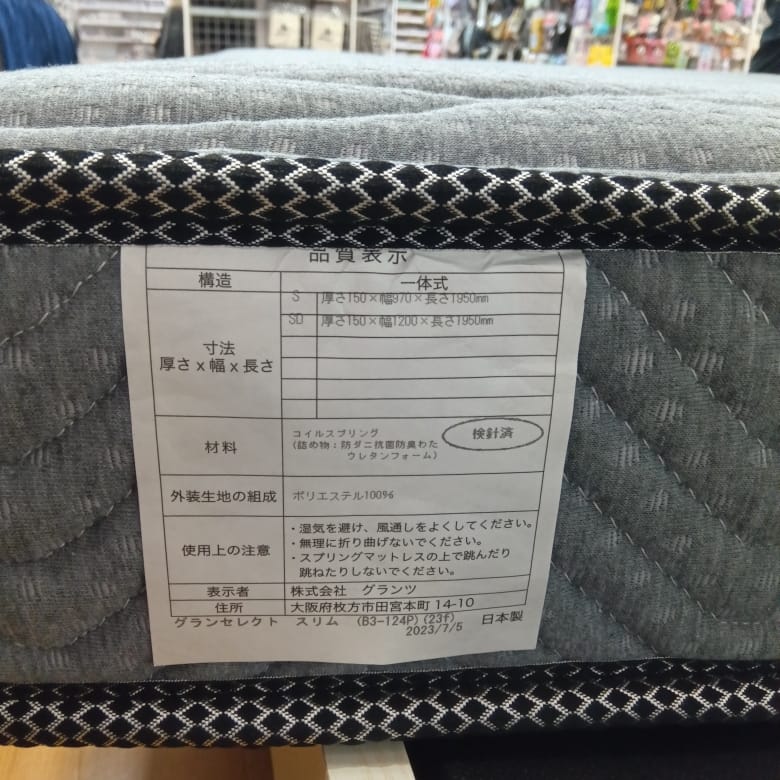 品質表示
構造 一体式
寸法
厚さx幅x長さ
S 厚さ150×幅970×長さ1950mm
SD 厚さ150×幅1200×長さ1950mm
材料
コイルスプリング
(詰め物:防ダニ抗菌防臭わた
ウレタンフォーム)
検針済
外装生地の組成 ポリエステル100%
使用上の注意
・湿気を避け、風通しをよくしてください。
・無理に折り曲げないでください。
・スプリングマットレスの上で跳んだり
跳ねたりしないでください。
表示者 株式会社 グランツ
住所 大阪府枚方市田宮本町14-10
グランセレクト スリム (B3-124P)(23f) 日本製
2023/7/5